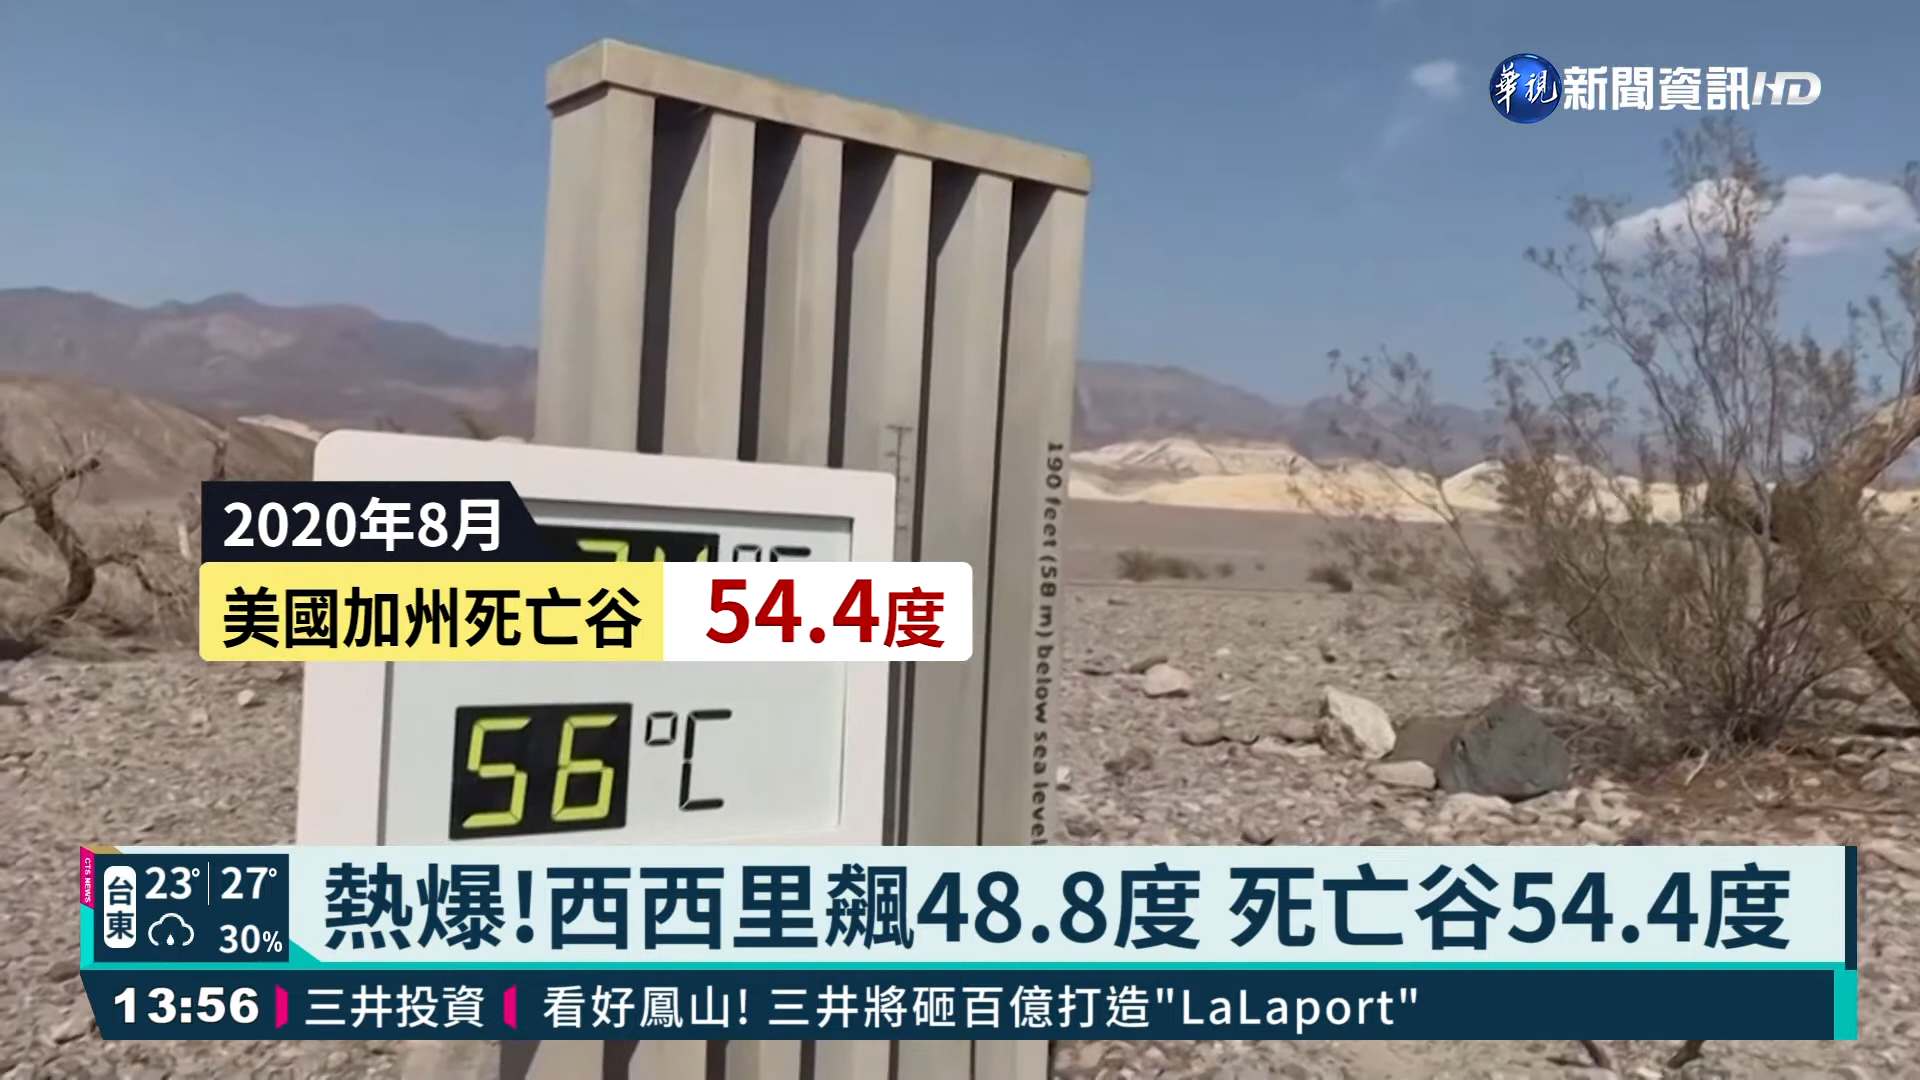 華視新聞資訊HD
2020年8月
°F
美國加州死亡谷 54.4度
56°C
190 feet (58 m) below sea level
CTS NEWS
台東 23° 27° 30%
熱爆!西西里飆48.8度 死亡谷54.4度
13:56 三井投資 看好鳳山! 三井將砸百億打造"LaLaport"